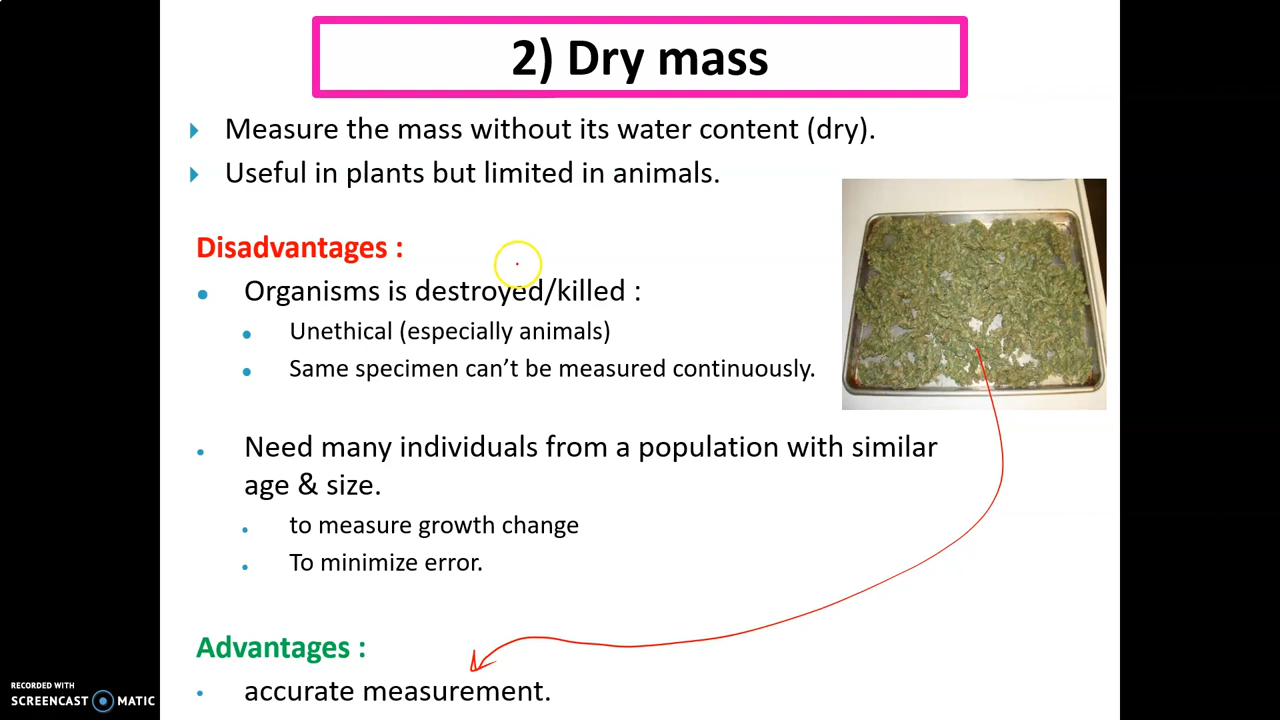 2) Dry mass
Measure the mass without its water content (dry).
Useful in plants but limited in animals.
Disadvantages :
Organisms is destroyed/killed :
Unethical (especially animals)
Same specimen can’t be measured continuously.
Need many individuals from a population with similar
age & size.
to measure growth change
To minimize error.
Advantages :
accurate measurement.
RECORDED WITH
SCREENCAST MATIC